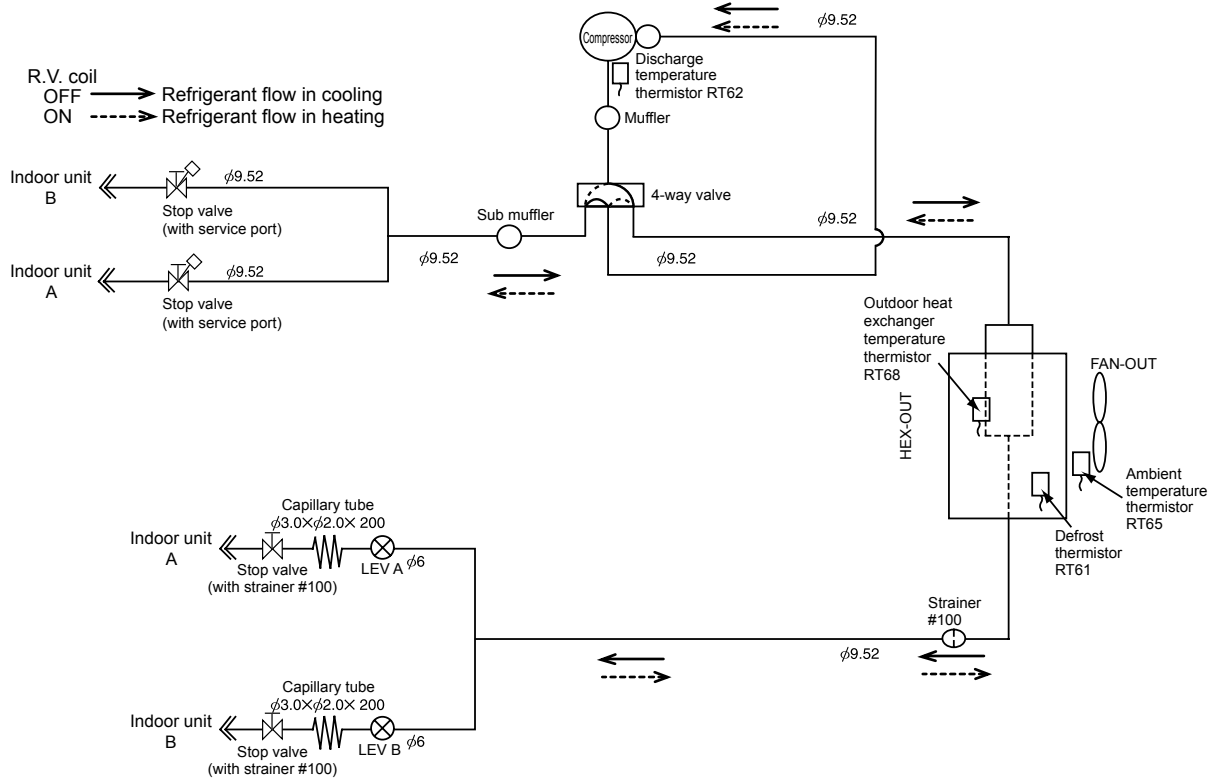 Compressor
ϕ9.52
Discharge
temperature
thermistor RT62
R.V. coil
OFF Refrigerant flow in cooling
ON Refrigerant flow in heating
Muffler
Indoor unit
B
ϕ9.52
Stop valve
(with service port)
4-way valve
Sub muffler
ϕ9.52
ϕ9.52
ϕ9.52
Indoor unit
A
ϕ9.52
Stop valve
(with service port)
Outdoor heat
exchanger
temperature
thermistor
RT68
FAN-OUT
HEX-OUT
Ambient
temperature
thermistor
RT65
Defrost
thermistor
RT61
Capillary tube
ϕ3.0×ϕ2.0× 200
Indoor unit
A
LEV A
ϕ6
Stop valve
(with strainer #100)
Strainer
#100
ϕ9.52
Capillary tube
ϕ3.0×ϕ2.0× 200
Indoor unit
B
LEV B
ϕ6
Stop valve
(with strainer #100)